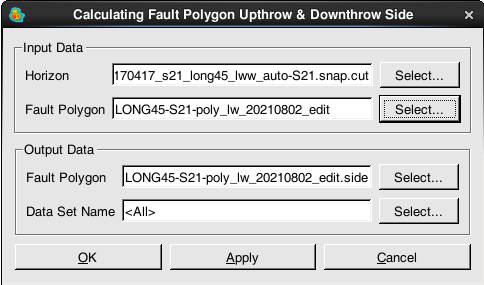 Calculating Fault Polygon Upthrow & Downthrow Side
Input Data
Horizon 170417_s21_long45_lww_auto-S21.snap.cut Select...
Fault Polygon LONG45-S21-poly_lw_20210802_edit Select...
Output Data
Fault Polygon LONG45-S21-poly_lw_20210802_edit.side Select...
Data Set Name <All> Select...
OK Apply Cancel